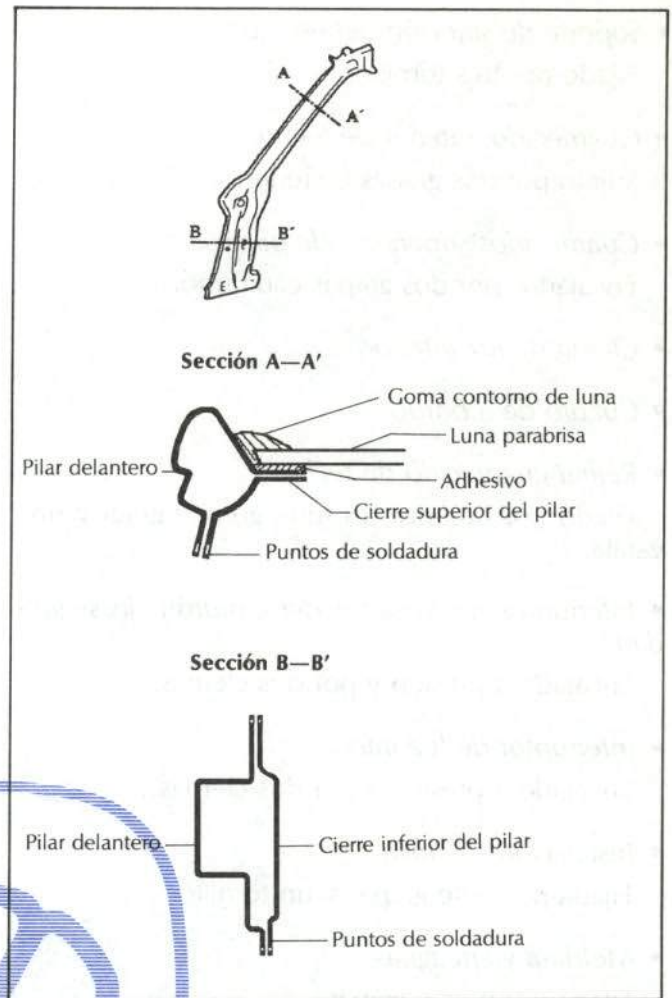 A
A´
B
B´
E
Sección A—A'
Goma contorno de luna
Luna parabrisa
Pilar delantero
Adhesivo
Cierre superior del pilar
Puntos de soldadura
Sección B—B'
Pilar delantero
Cierre inferior del pilar
Puntos de soldadura